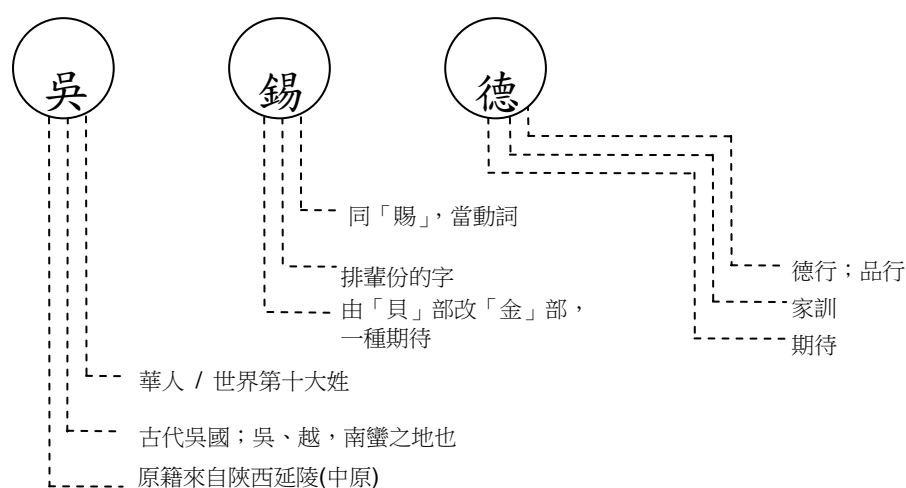 吳 錫 德
同「賜」，當動詞
排輩份的字
由「貝」部改「金」部，
一種期待
德行；品行
家訓
期待
華人 / 世界第十大姓
古代吳國；吳、越，南蠻之地也
原籍來自陝西延陵(中原)